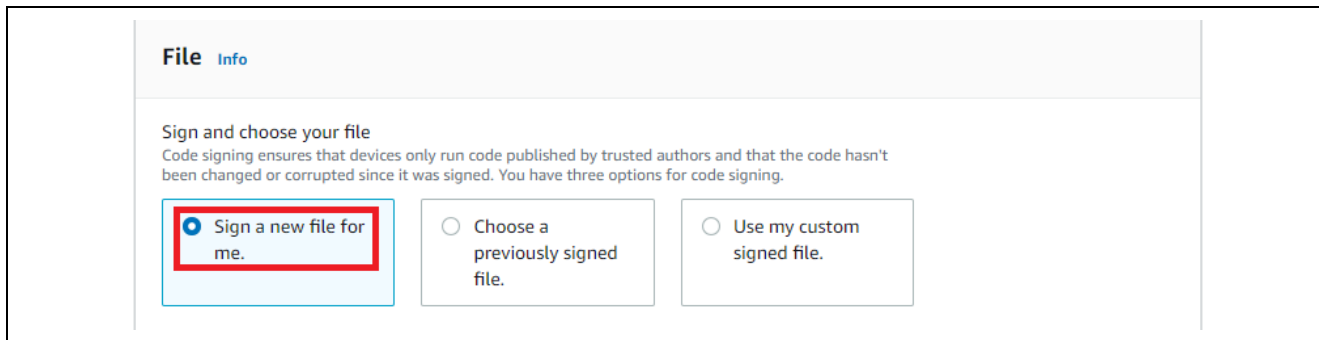 File Info
Sign and choose your file
Code signing ensures that devices only run code published by trusted authors and that the code hasn't
been changed or corrupted since it was signed. You have three options for code signing.
Sign a new file for
me.
Choose a
previously signed
file.
Use my custom
signed file.